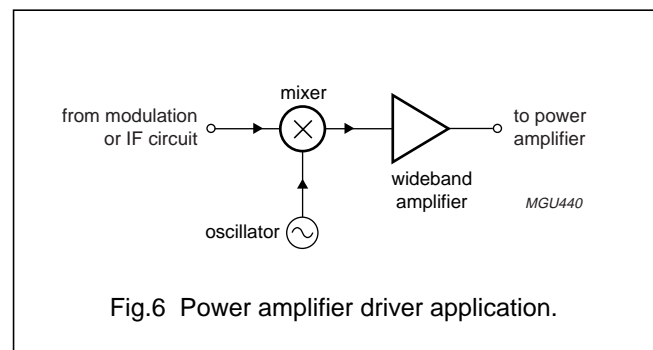 mixer
from modulation
or IF circuit
to power
amplifier
wideband
amplifier
MGU440
oscillator
Fig.6 Power amplifier driver application.